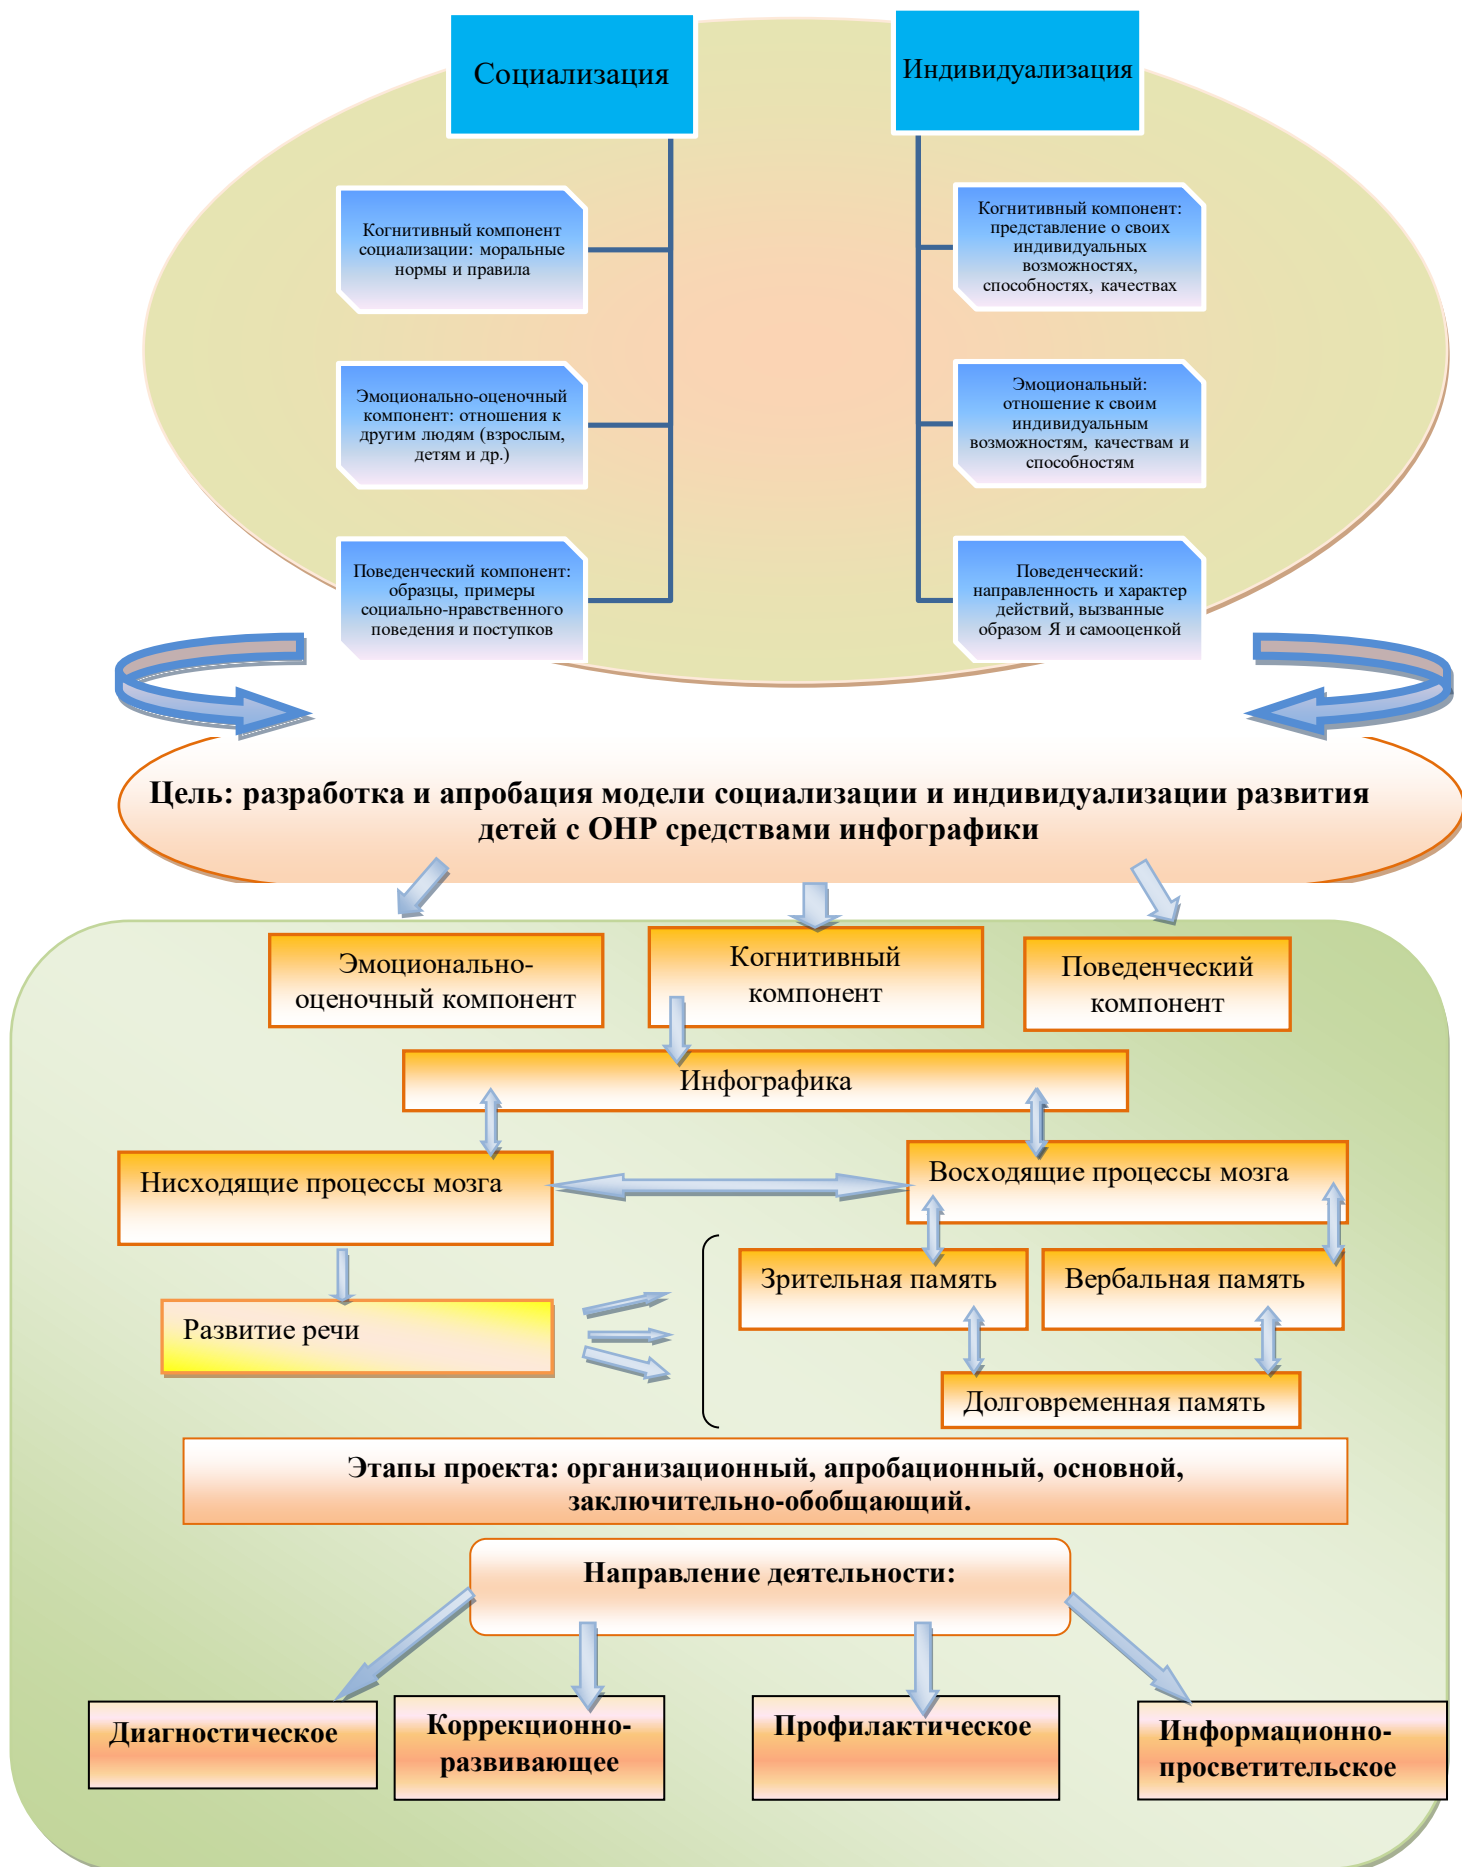 Социализация
Индивидуализация
Когнитивный компонент
социализации: моральные
нормы и правила
Эмоционально-оценочный
компонент: отношения к
другим людям (взрослым,
детям и др.)
Поведенческий компонент:
образцы, примеры
социально-нравственного
поведения и поступков
Когнитивный компонент:
представление о своих
индивидуальных
возможностях,
способностях, качествах
Эмоциональный:
отношение к своим
индивидуальным
возможностям, качествам и
способностям
Поведенческий:
направленность и характер
действий, вызванные
образом Я и самооценкой
Цель: разработка и апробация модели социализации и индивидуализации развития
детей с ОНР средствами инфографики
Эмоционально-
оценочный компонент
Когнитивный
компонент
Поведенческий
компонент
Инфографика
Нисходящие процессы мозга
Восходящие процессы мозга
Развитие речи
Зрительная память
Вербальная память
Долговременная память
Этапы проекта: организационный, апробационный, основной,
заключительно-обобщающий.
Направление деятельности:
Диагностическое
Коррекционно-
развивающее
Профилактическое
Информационно-
просветительское